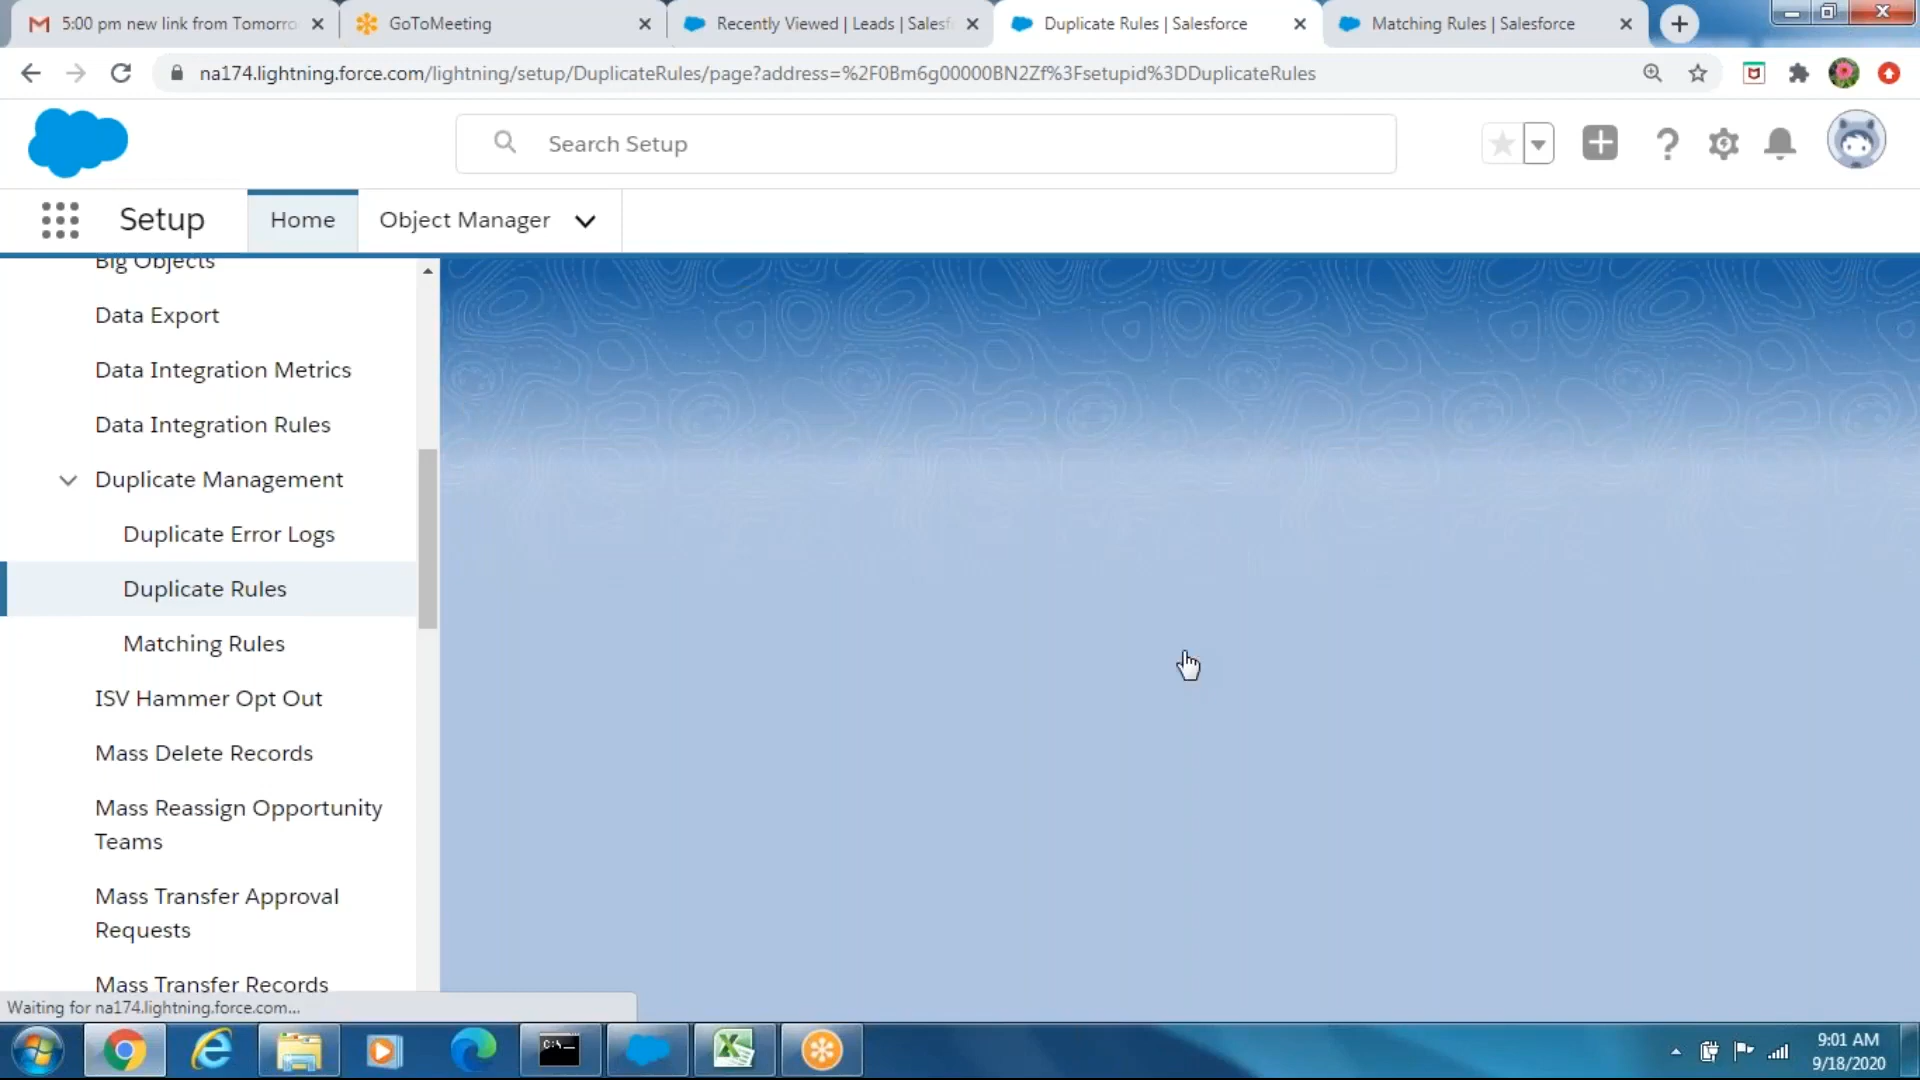 5:00 pm new link from Tomorro
GoToMeeting
Recently Viewed | Leads | Salesf
Duplicate Rules | Salesforce
Matching Rules | Salesforce
na174.lightning.force.com/lightning/setup/DuplicateRules/page?address=%2F0Bm6g00000BN2Zf%3Fsetupid%3DDuplicateRules
Search Setup
Setup
Home
Object Manager
Big Objects
Data Export
Data Integration Metrics
Data Integration Rules
Duplicate Management
Duplicate Error Logs
Duplicate Rules
Matching Rules
ISV Hammer Opt Out
Mass Delete Records
Mass Reassign Opportunity
Teams
Mass Transfer Approval
Requests
Mass Transfer Records
Waiting for na174.lightning.force.com...
C:\_
9:01 AM
9/18/2020